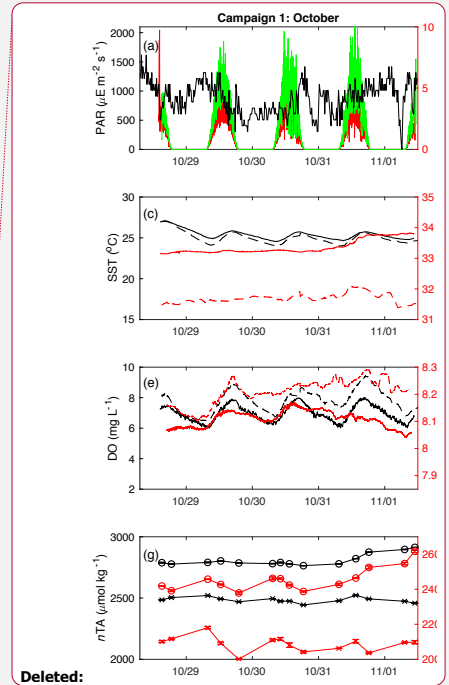 Campaign 1: October
(a)
PAR (μE m-2 s-1)
2000
1500
1000
500
0
10
5
0
10/29 10/30 10/31 11/01
(c)
SST (°C)
30
25
20
15
35
34
33
32
31
10/29 10/30 10/31 11/01
(e)
DO (mg L-1)
10
8
6
4
2
8.3
8.2
8.1
8
7.9
10/29 10/30 10/31 11/01
(g)
nTA (μmol kg-1)
3000
2500
2000
260
240
220
200
10/29 10/30 10/31 11/01
Deleted: